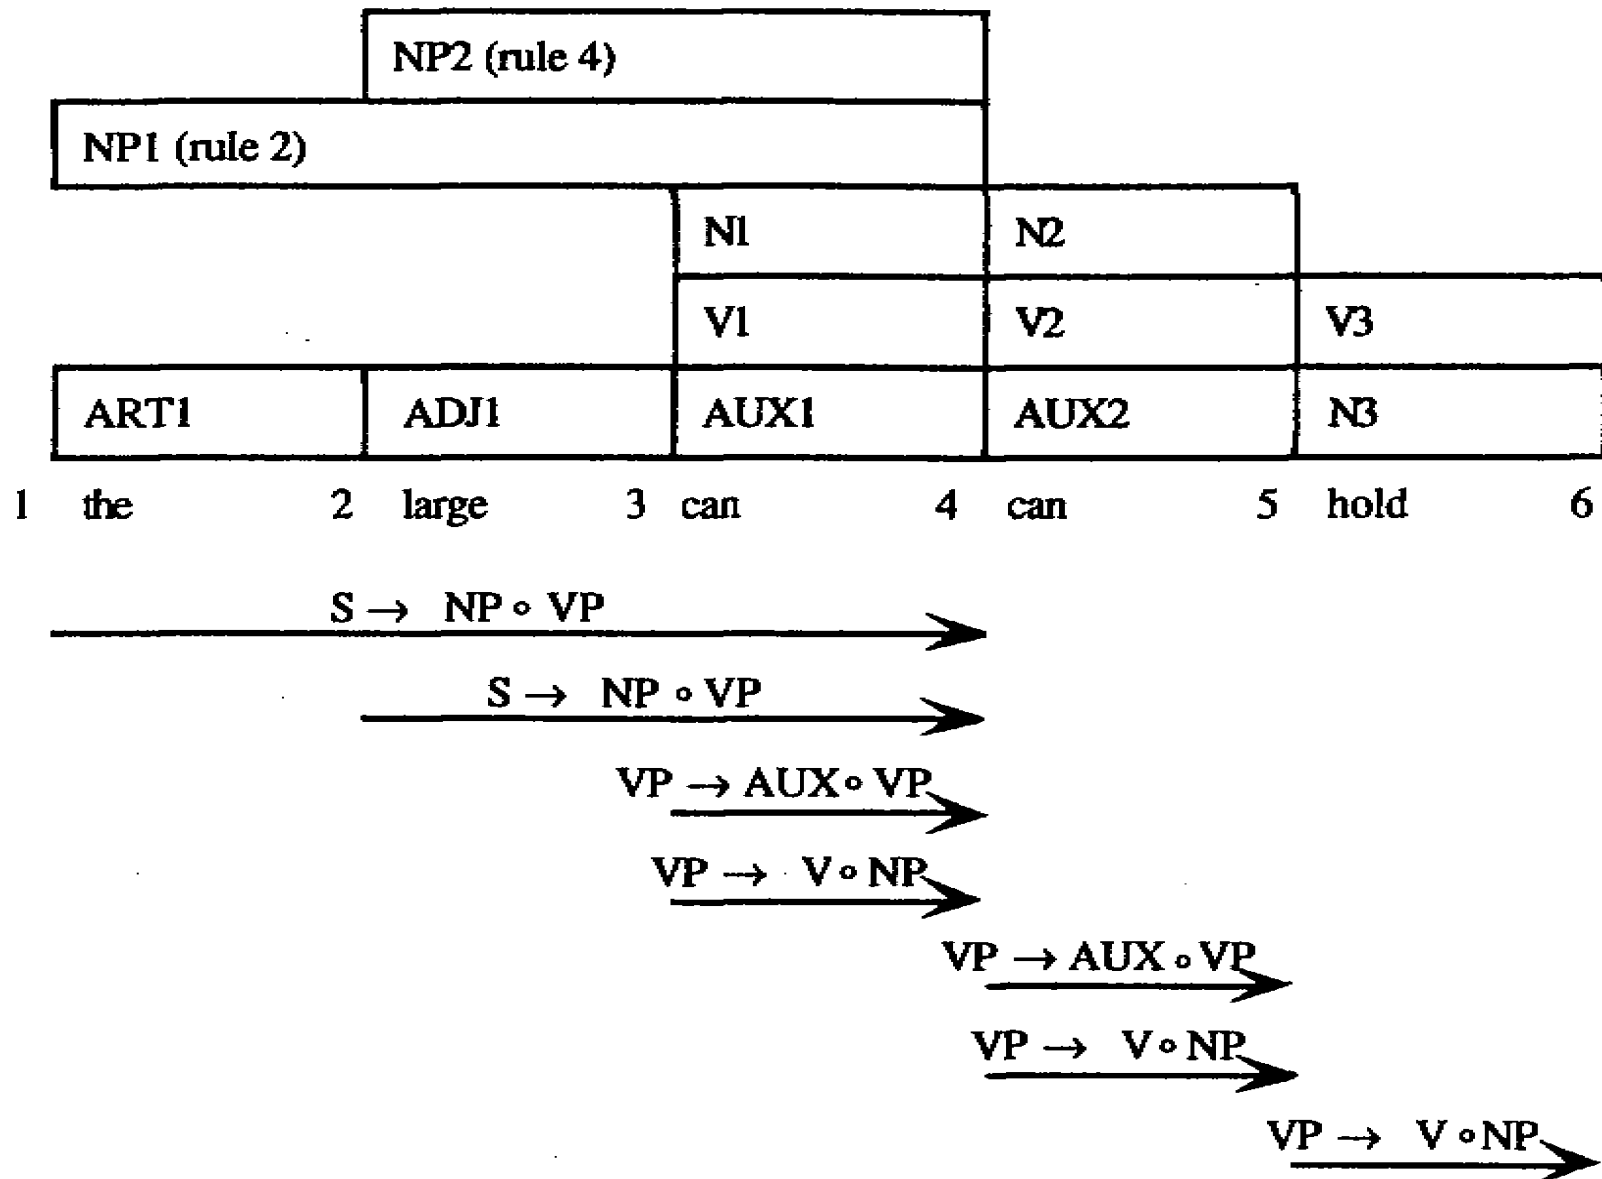 NP2 (rule 4)
NP1 (rule 2)
N1 N2
V1 V2 V3
ART1 ADJ1 AUX1 AUX2 N3
1 the 2 large 3 can 4 can 5 hold 6
S → NP ∘ VP
S → NP ∘ VP
VP → AUX ∘ VP
VP → V ∘ NP
VP → AUX ∘ VP
VP → V ∘ NP
VP → V ∘ NP